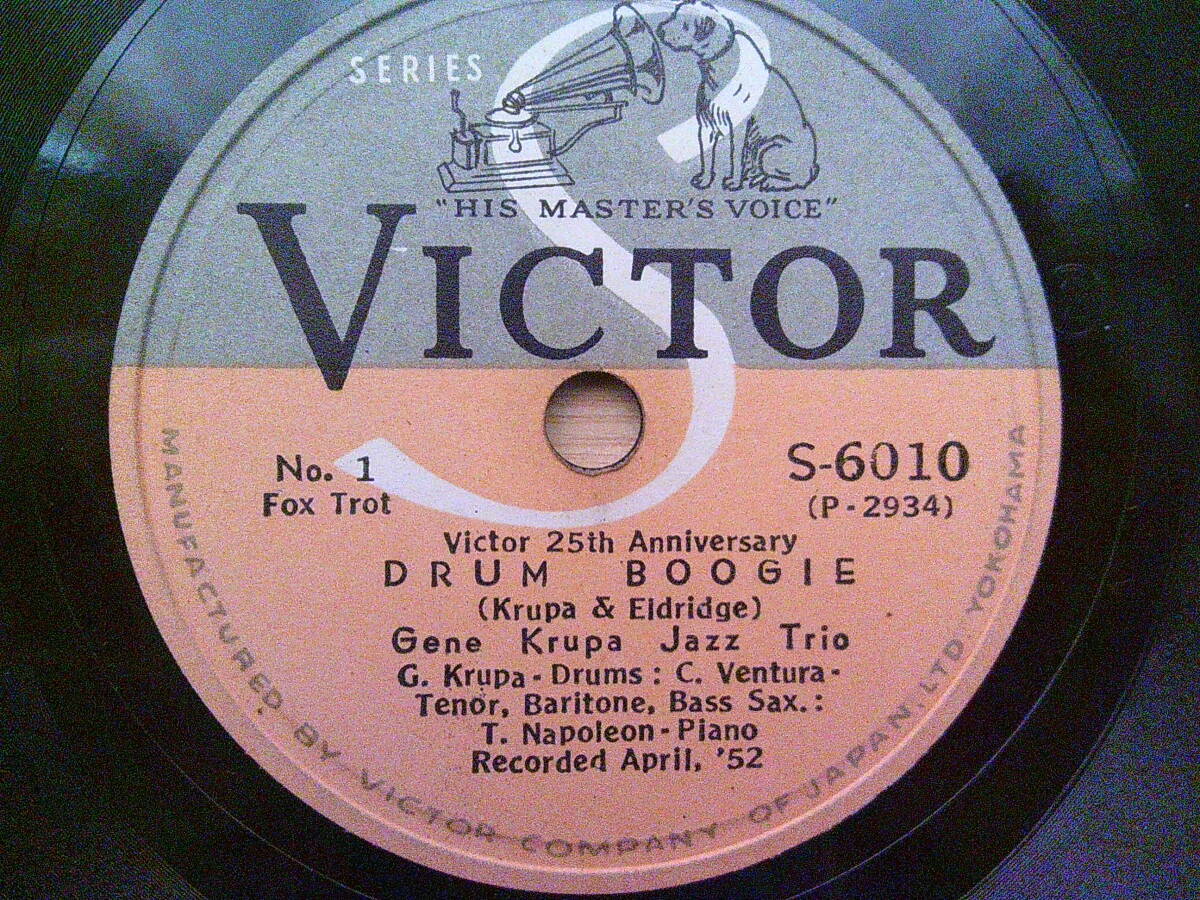 SERIES S
"HIS MASTER'S VOICE"
VICTOR
No. 1
Fox Trot
S-6010
(P-2934)
Victor 25th Anniversary
DRUM BOOGIE
(Krupa & Eldridge)
Gene Krupa Jazz Trio
G. Krupa - Drums : C. Ventura -
Tenor, Baritone, Bass Sax. :
T. Napoleon - Piano
Recorded April, '52
MANUFACTURED BY VICTOR COMPANY OF JAPAN, LTD. YOKOHAMA